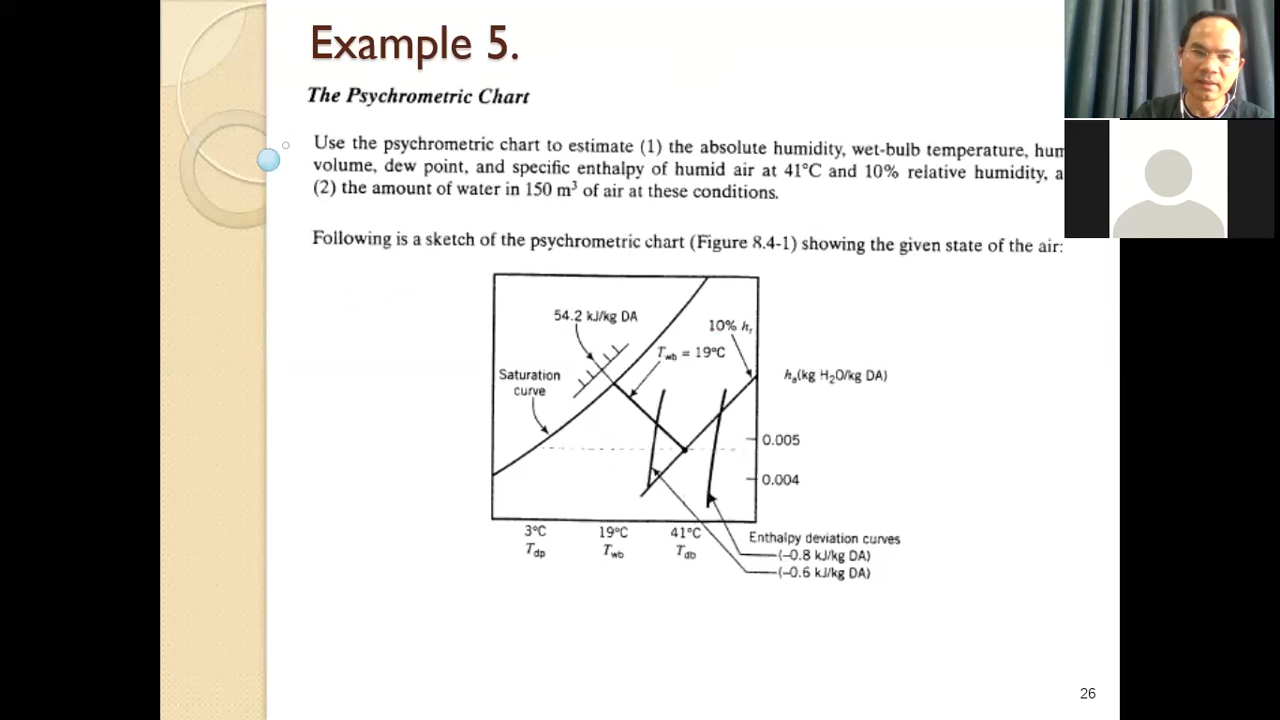 Example 5.
The Psychrometric Chart
Use the psychrometric chart to estimate (1) the absolute humidity, wet-bulb temperature, hum
volume, dew point, and specific enthalpy of humid air at 41°C and 10% relative humidity, a
(2) the amount of water in 150 m³ of air at these conditions.
Following is a sketch of the psychrometric chart (Figure 8.4-1) showing the given state of the air:
54.2 kJ/kg DA
10% hᵣ
T_wb = 19°C
Saturation
curve
hₐ(kg H₂O/kg DA)
0.005
0.004
3°C 19°C 41°C
T_dp T_wb T_db
Enthalpy deviation curves
(–0.8 kJ/kg DA)
(–0.6 kJ/kg DA)
26